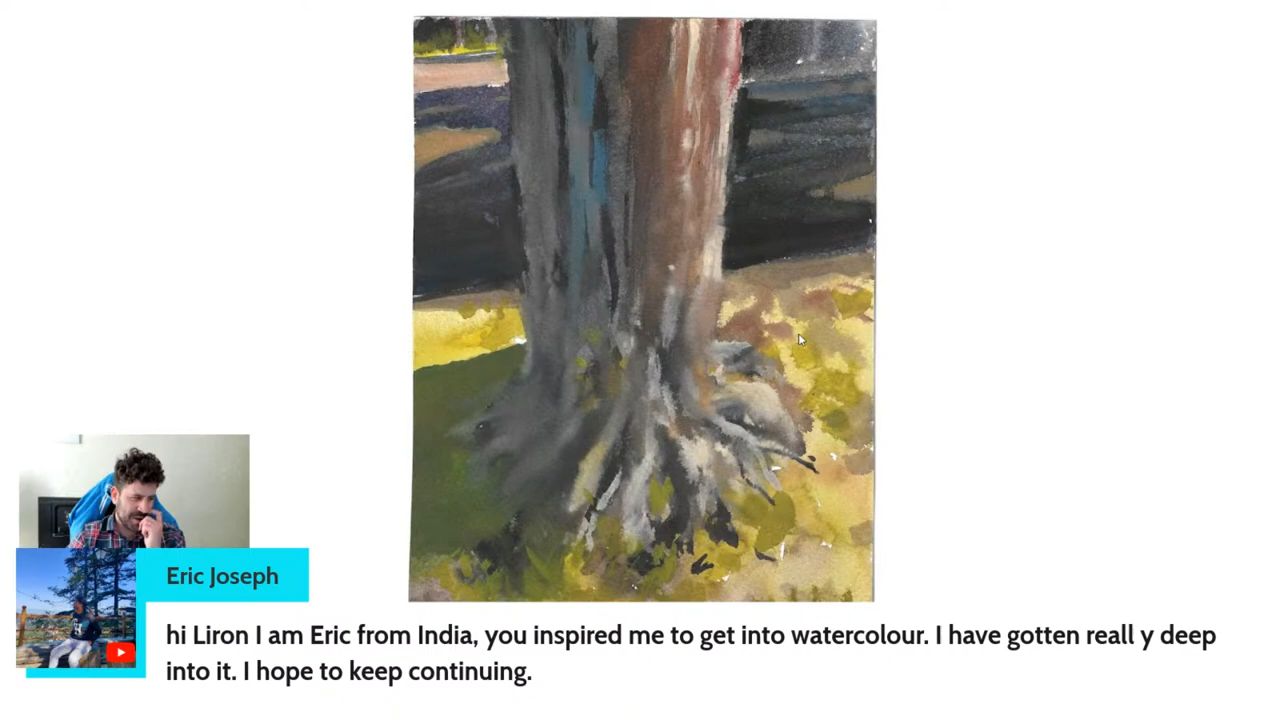 Eric Joseph
hi Liron I am Eric from India, you inspired me to get into watercolour. I have gotten reall y deep
into it. I hope to keep continuing.